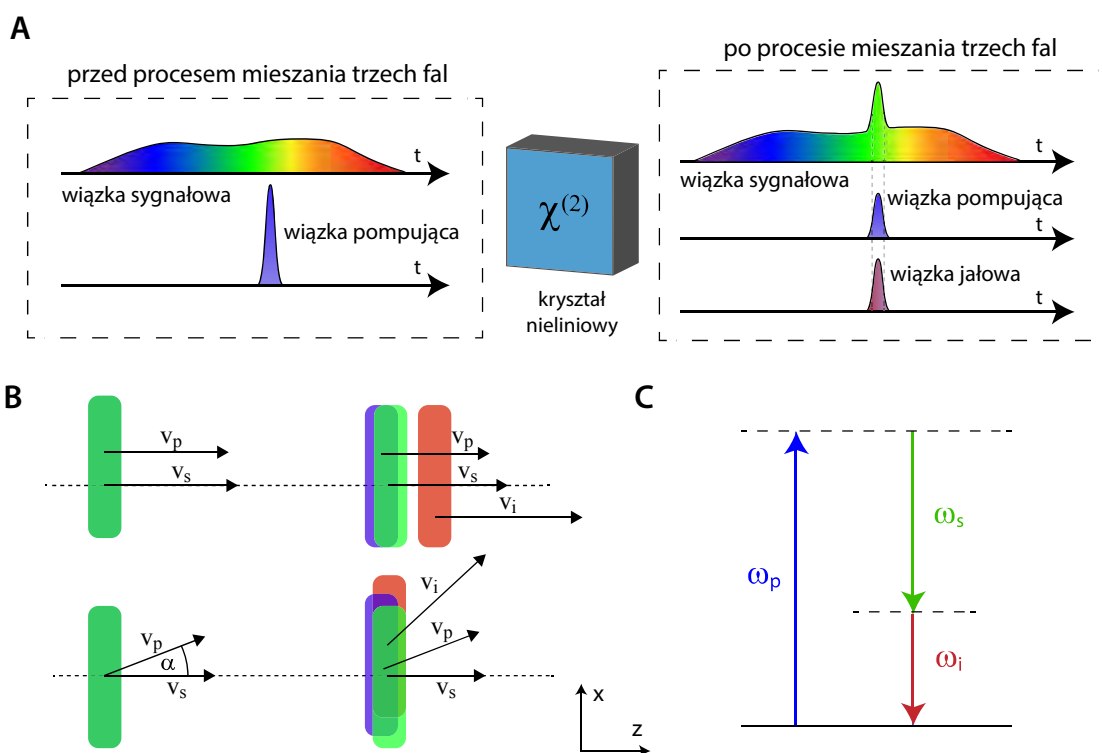 A
przed procesem mieszania trzech fal
t
wiązka sygnałowa
wiązka pompująca
t
χ(2)
kryształ
nieliniowy
po procesie mieszania trzech fal
t
wiązka sygnałowa
wiązka pompująca
t
wiązka jałowa
t
B
vp
vs
vp
vs
vi
vp
α
vs
vi
vp
vs
x
z
C
ωp
ωs
ωi